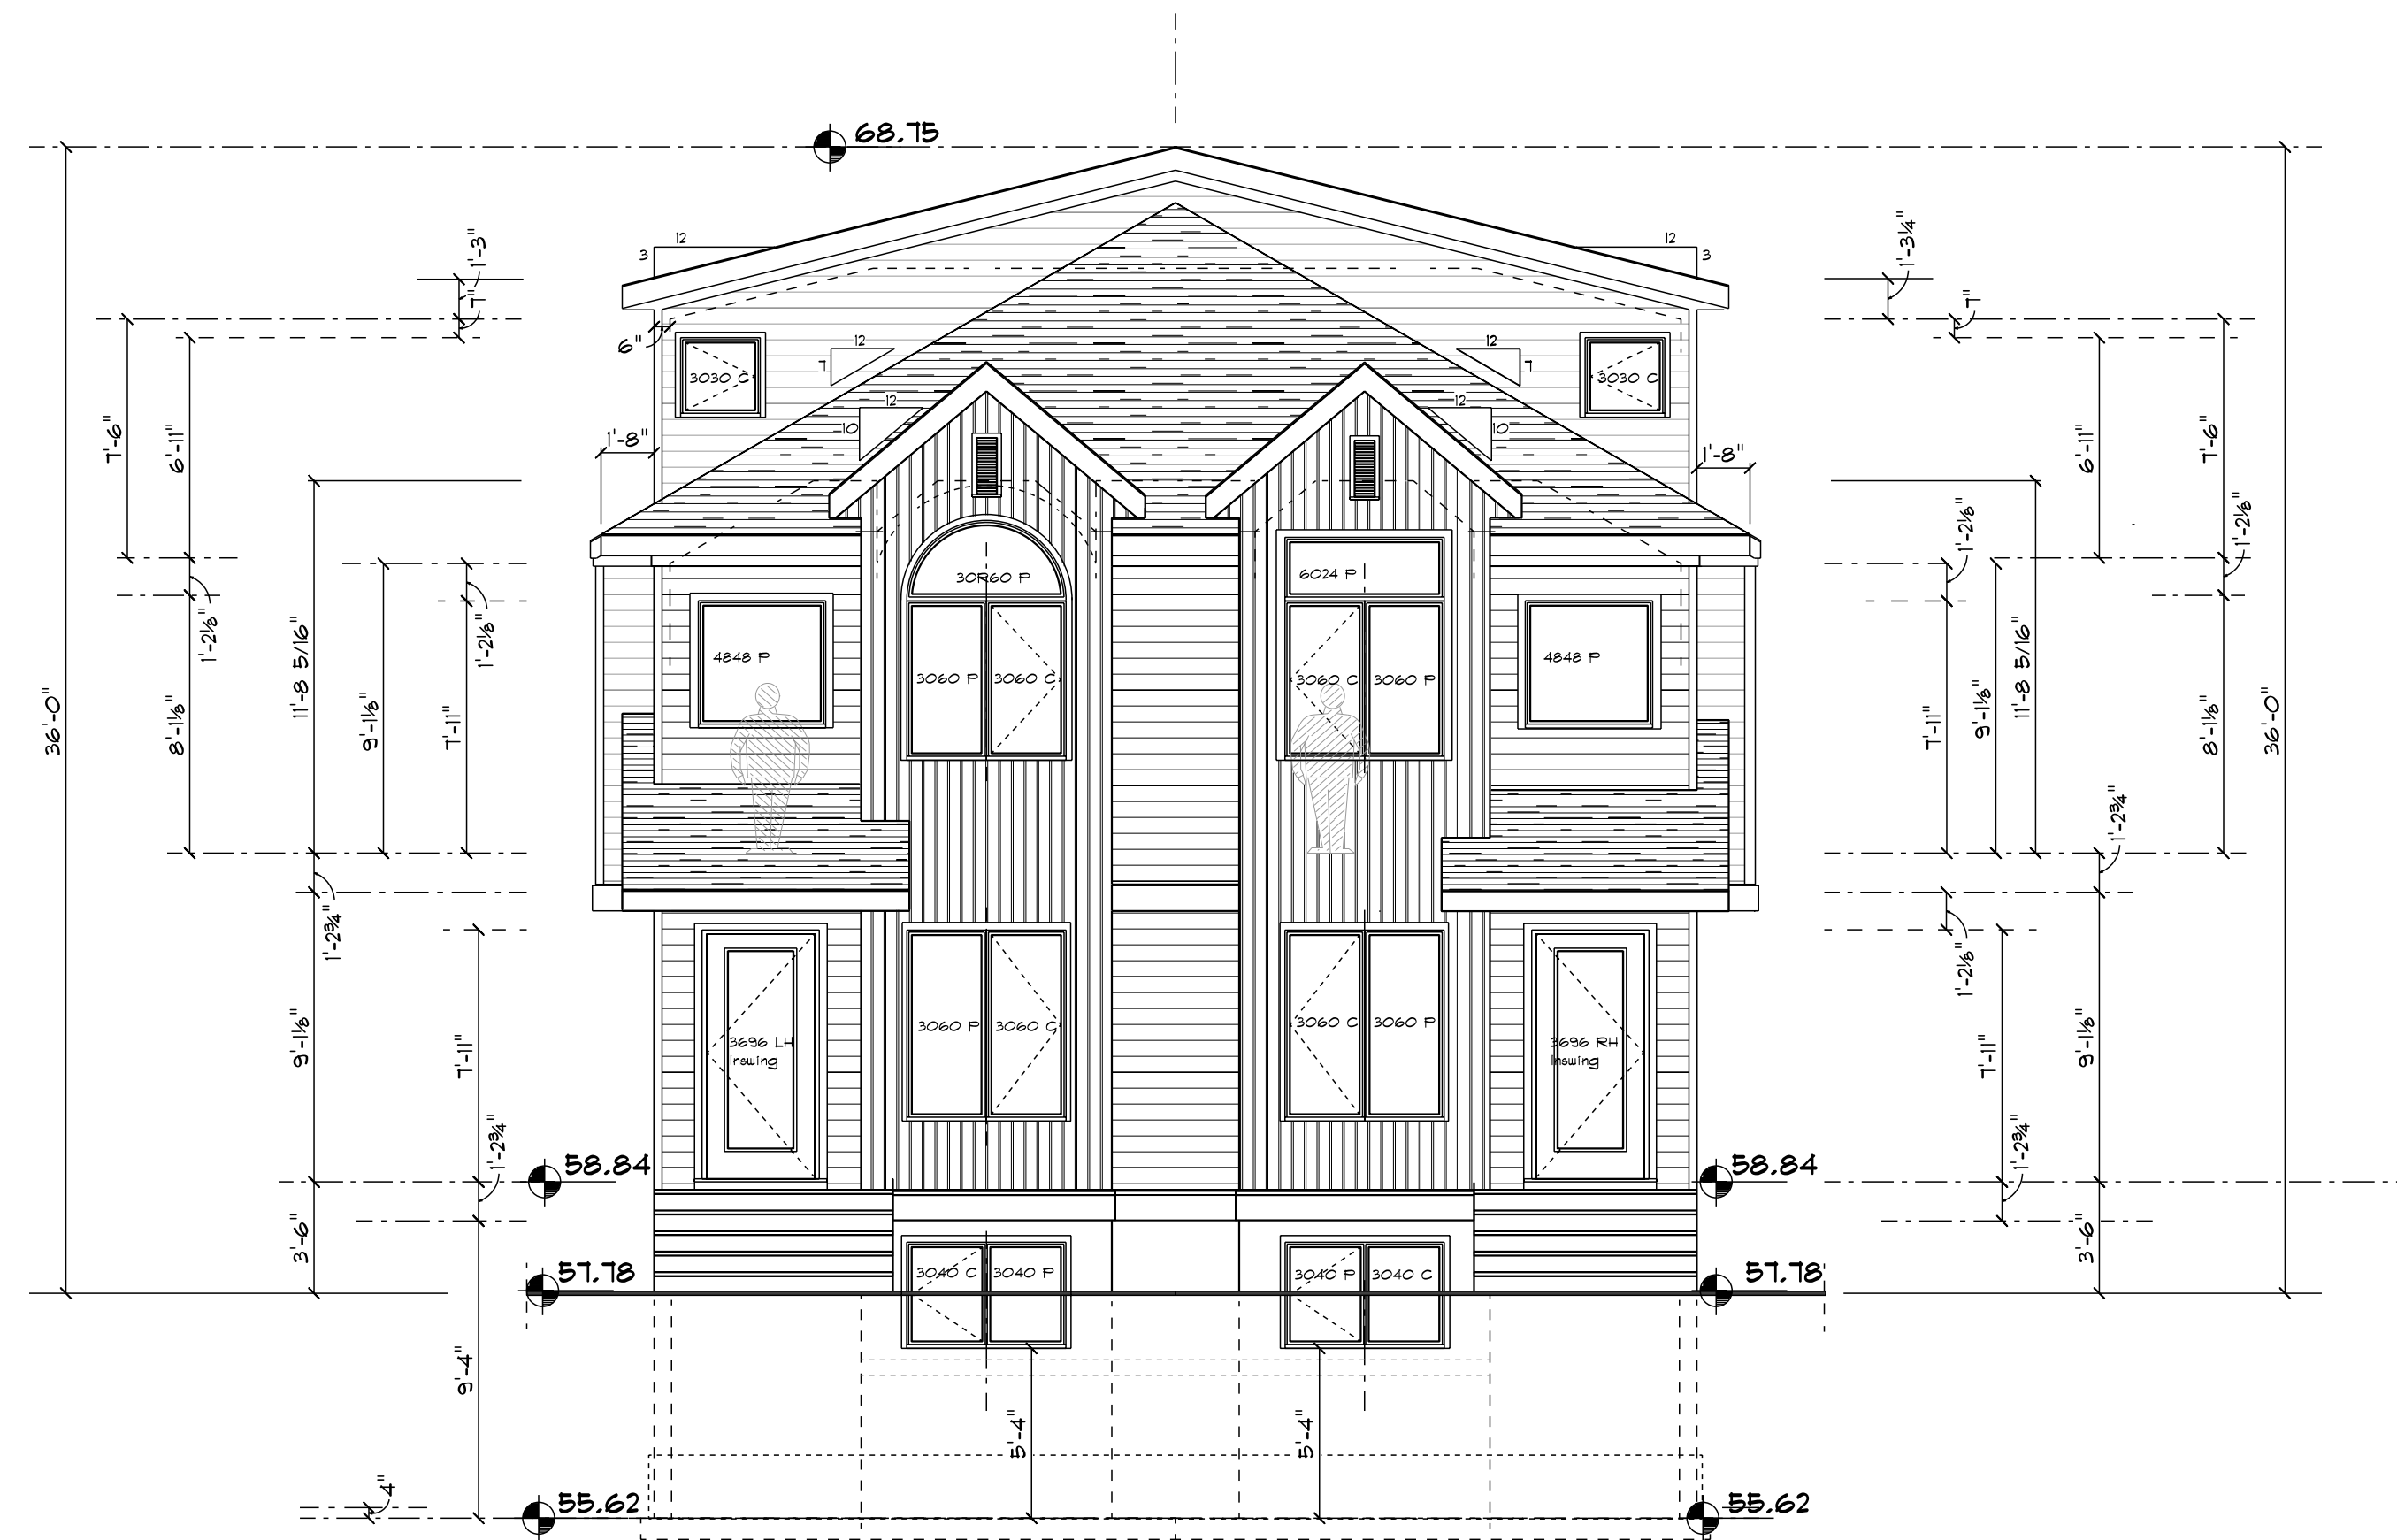 68.75
1'-3"
1'-3¼"
12
12
3
3
7"
7"
6"
12
12
7
7
3030 C
3030 C
12
12
10
10
7'-6"
6'-11"
1'-8"
1'-8"
6'-11"
7'-6"
1'-2⅛"
1'-2⅛"
30R60 P
6024 P
1'-2⅛"
11'-8 5/16"
1'-2⅛"
4848 P
3060 P
3060 C
3060 C
3060 P
4848 P
36'-0"
8'-1⅛"
9'-1⅛"
7'-11"
7'-11"
9'-1⅛"
11'-8 5/16"
8'-1⅛"
36'-0"
1'-2¾"
1'-2¾"
1'-2⅛"
9'-1⅛"
7'-11"
3696 LH
Inswing
3060 P
3060 C
3060 C
3060 P
3696 RH
Inswing
7'-11"
9'-1⅛"
1'-2¾"
1'-2¾"
58.84
58.84
3'-6"
3'-6"
57.78
3040 C
3040 P
3040 P
3040 C
57.78
9'-4"
5'-4"
5'-4"
4"
55.62
55.62